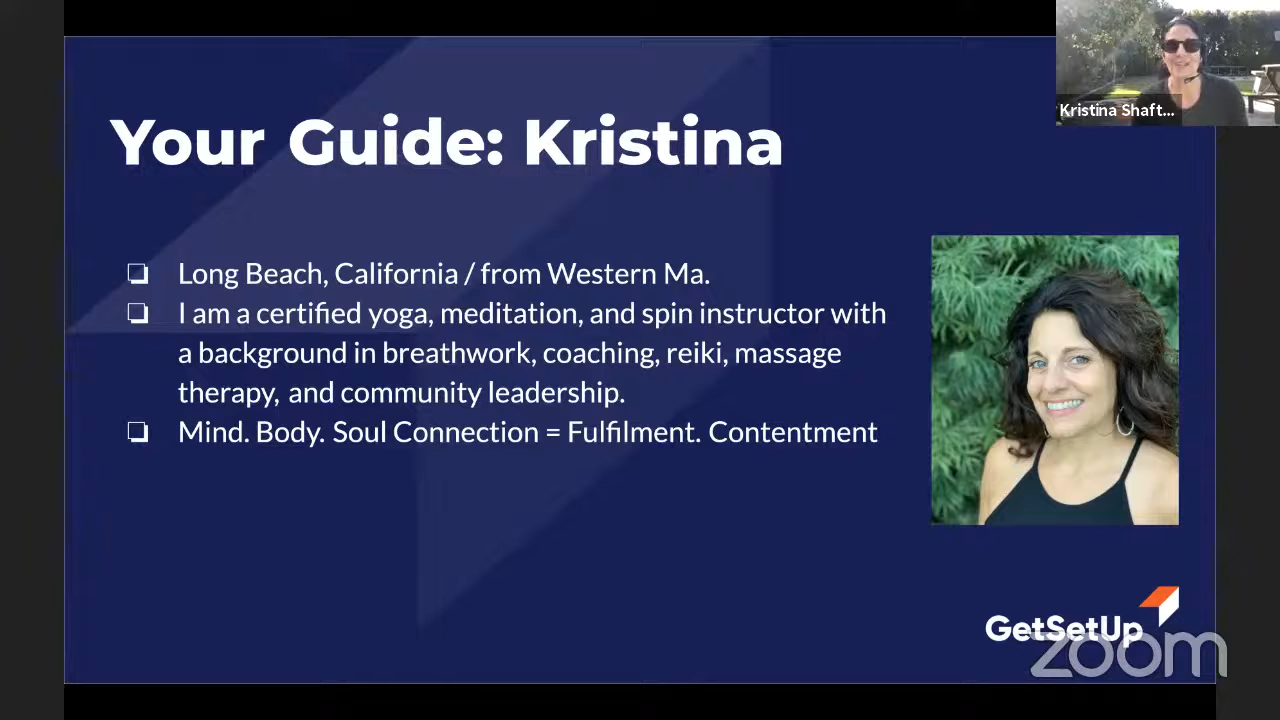 Kristina Shaft...
Your Guide: Kristina
Long Beach, California / from Western Ma.
I am a certified yoga, meditation, and spin instructor with
a background in breathwork, coaching, reiki, massage
therapy, and community leadership.
Mind. Body. Soul Connection = Fulfilment. Contentment
GetSetUp
zoom